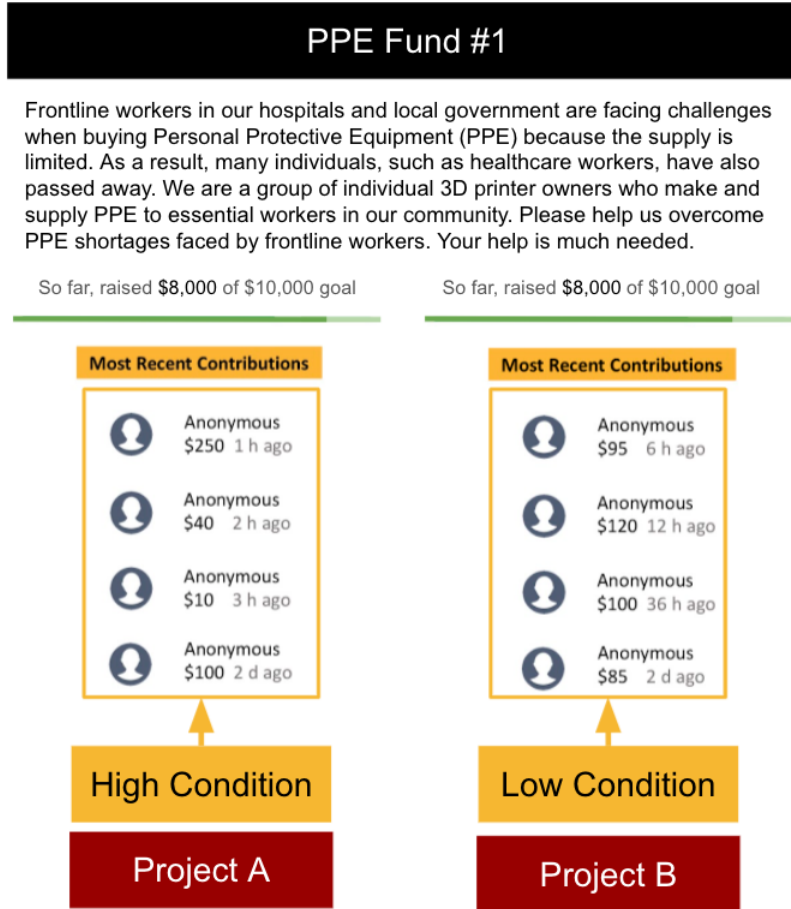 PPE Fund #1
Frontline workers in our hospitals and local government are facing challenges
when buying Personal Protective Equipment (PPE) because the supply is
limited. As a result, many individuals, such as healthcare workers, have also
passed away. We are a group of individual 3D printer owners who make and
supply PPE to essential workers in our community. Please help us overcome
PPE shortages faced by frontline workers. Your help is much needed.
So far, raised $8,000 of $10,000 goal
Most Recent Contributions
Anonymous
$250 1 h ago
Anonymous
$40 2 h ago
Anonymous
$10 3 h ago
Anonymous
$100 2 d ago
High Condition
Project A
So far, raised $8,000 of $10,000 goal
Most Recent Contributions
Anonymous
$95 6 h ago
Anonymous
$120 12 h ago
Anonymous
$100 36 h ago
Anonymous
$85 2 d ago
Low Condition
Project B